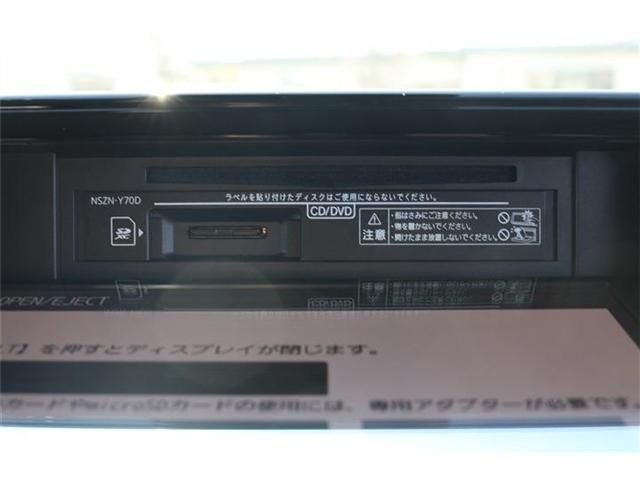 ラベルを貼り付けたディスクはご使用にならないでください。
NSZN-Y70D
CD/DVD
SD XC
注意
・指はさみにご注意ください。
・物を置かないでください。
・開けたまま放置しないでください。
OPEN/EJECT
】を押すとディスプレイが閉じます。
カードやmicroSDカードの使用には、専用アダプターが必要です。